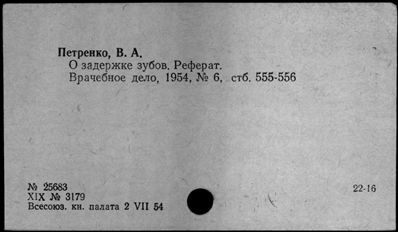 Петренко, В. А.
О задержке зубов. Реферат.
Врачебное дело, 1954, № 6, стб. 555-556
№ 25683
XIX № 3179
Всесоюз. кн. палата 2 VII 54
22-16